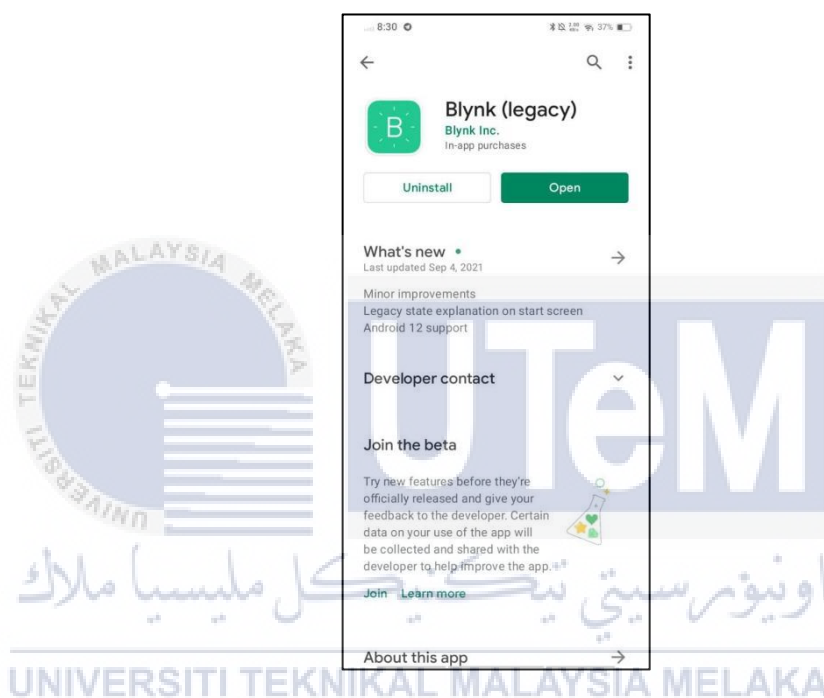 8:30
37%
Blynk (legacy)
B
Blynk Inc.
In-app purchases
Uninstall
Open
What's new
Last updated Sep 4, 2021
Minor improvements
Legacy state explanation on start screen
Android 12 support
Developer contact
Join the beta
Try new features before they're
officially released and give your
feedback to the developer. Certain
data on your use of the app will
be collected and shared with the
developer to help improve the app.
Join Learn more
About this app
UNIVERSITI TEKNIKAL MALAYSIA MELAKA
UTeM
اونيۏرسيتي تيكنيكل مليسيا ملاك
UNIVERSITI TEKNIKAL MALAYSIA MELAKA